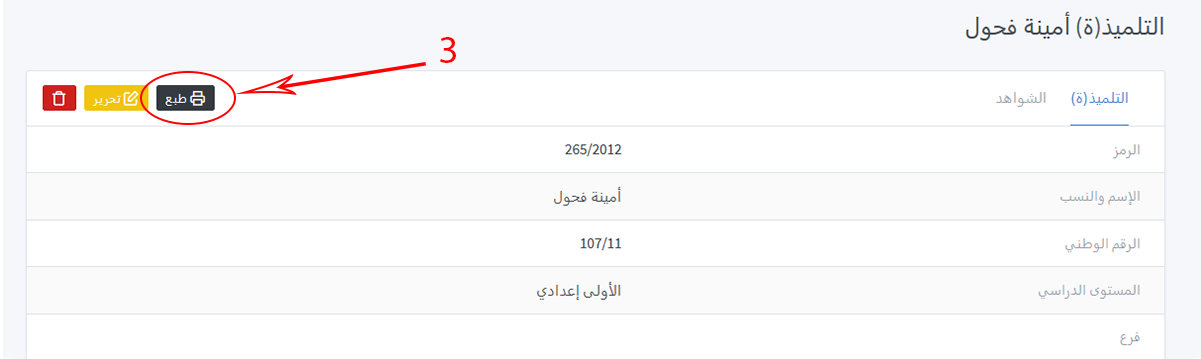 التلميذ(ة) أمينة فحول
3
التلميذ(ة) الشواهد طبع تحرير
الرمز 265/2012
الإسم والنسب أمينة فحول
الرقم الوطني 107/11
المستوى الدراسي الأولى إعدادي
فرع